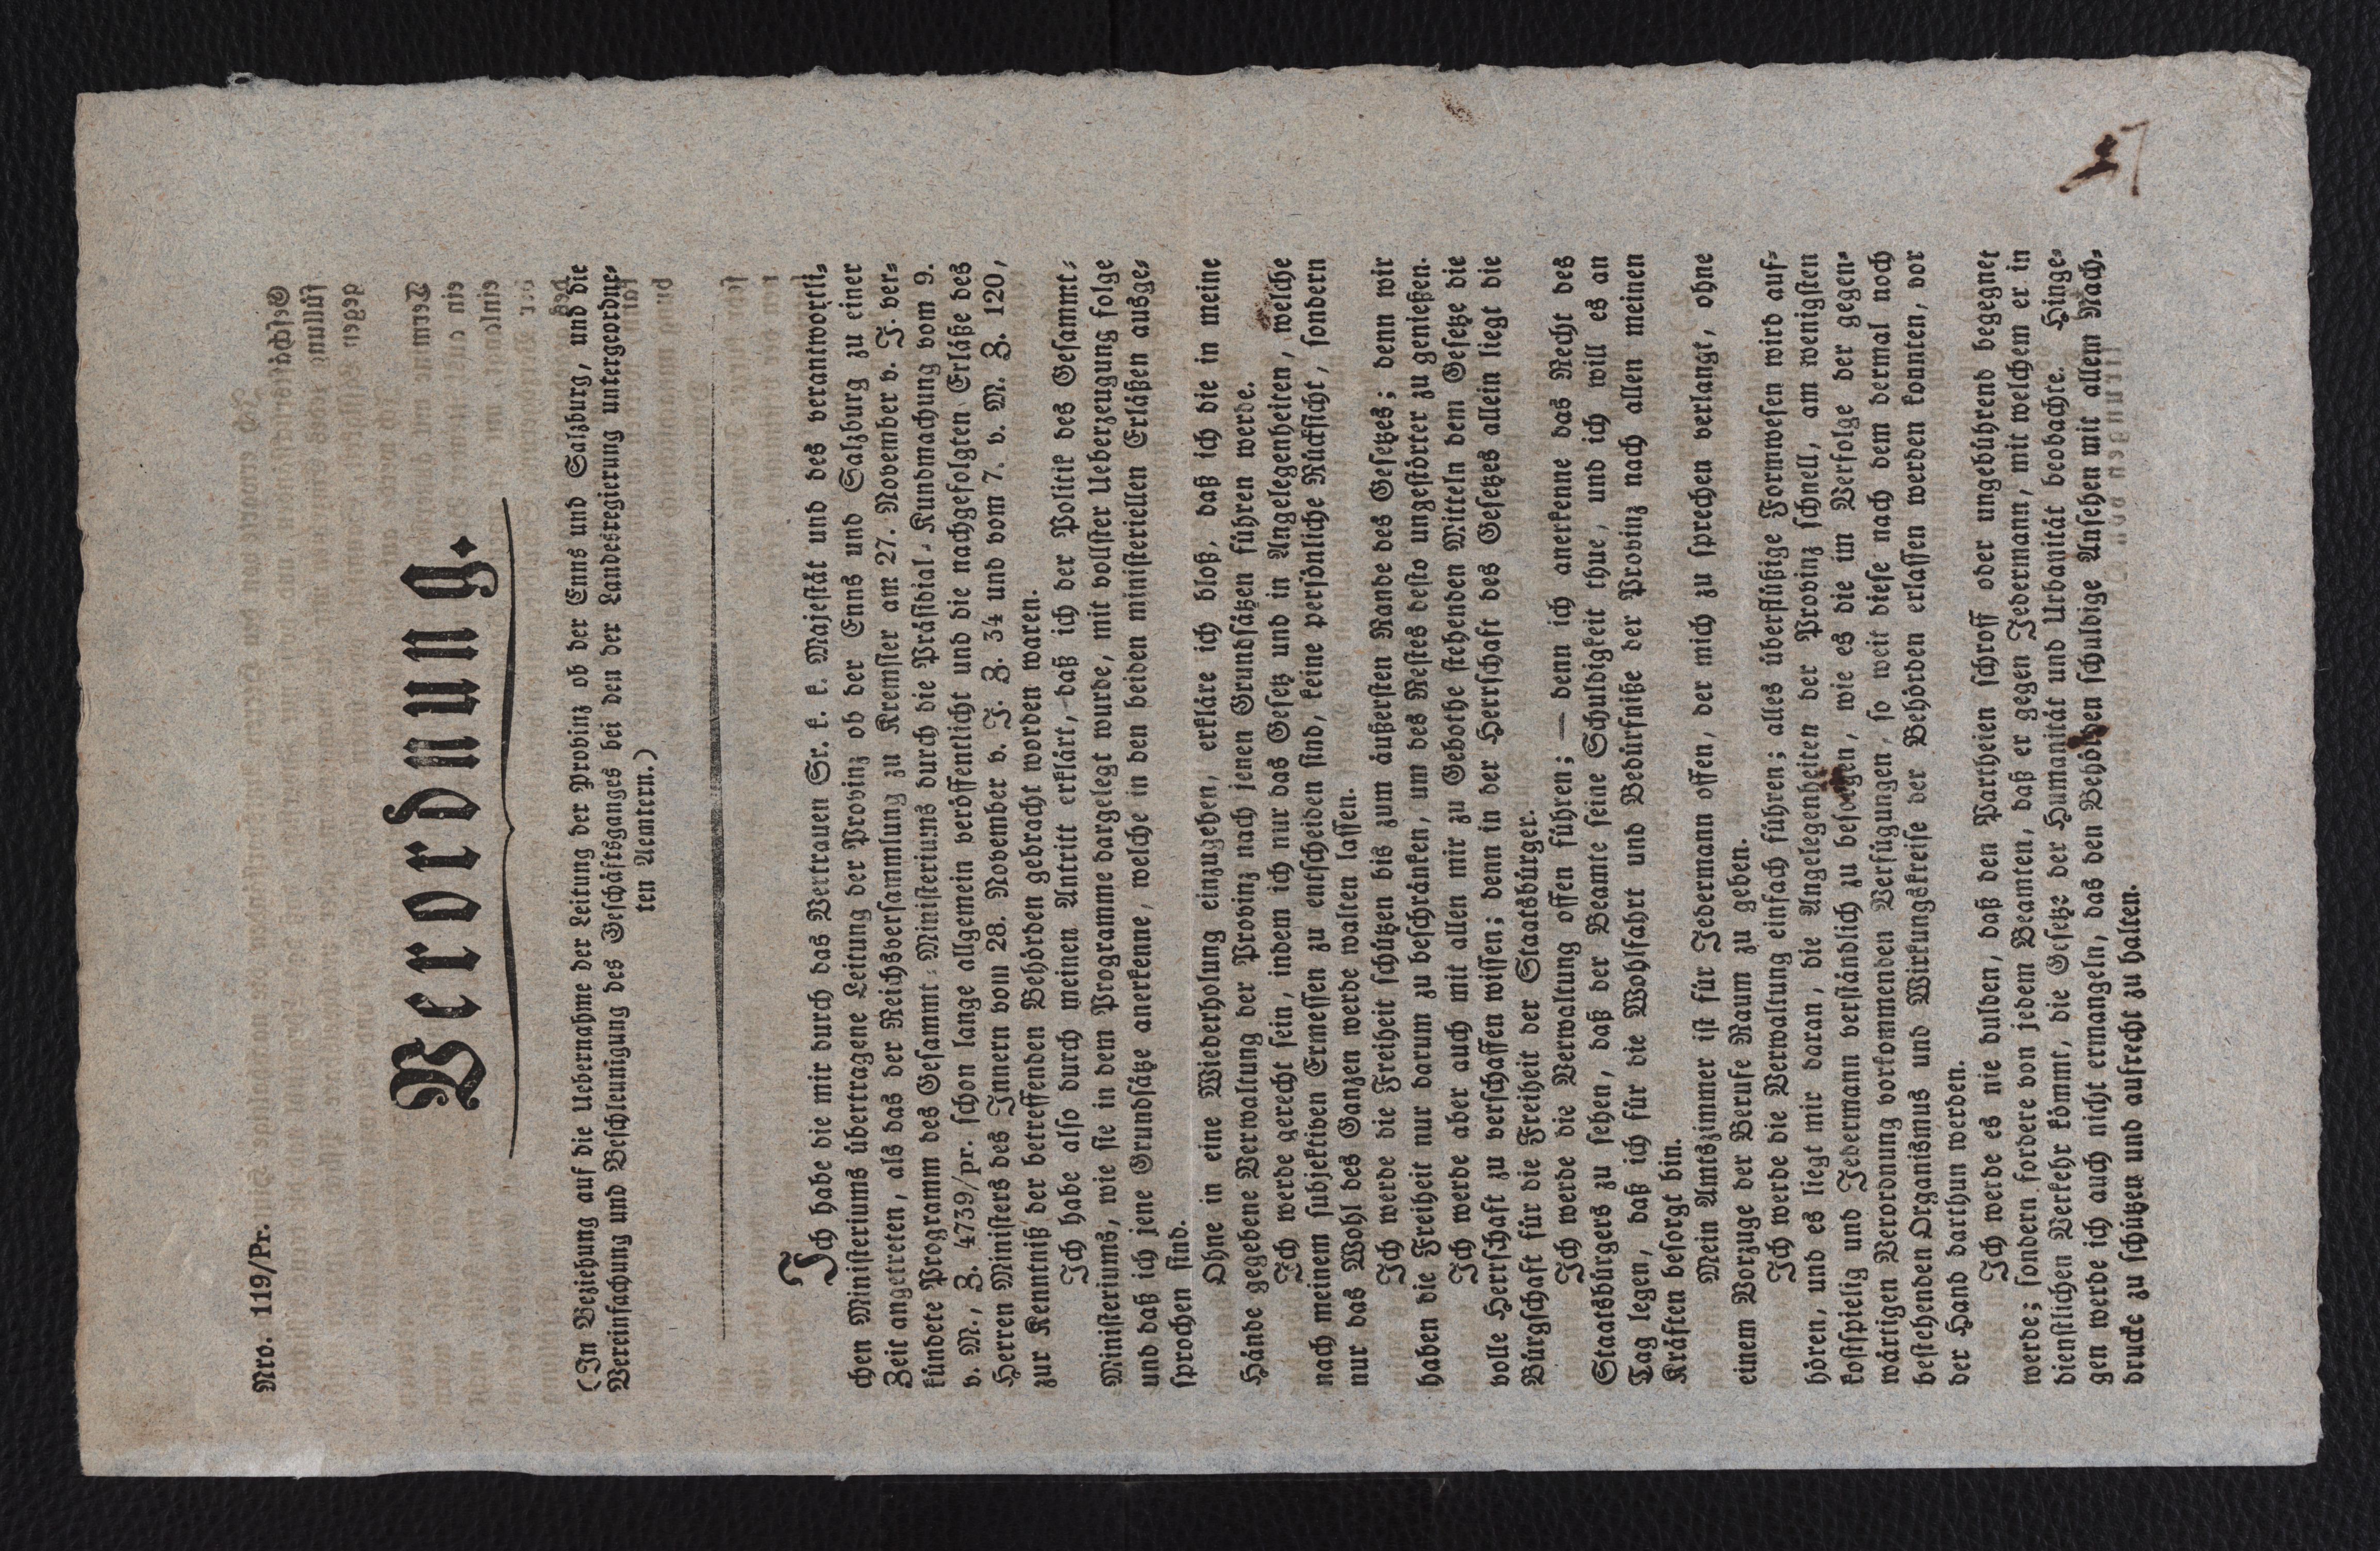 Nro. 119/Pr.
Verordnung.
(In Beziehung auf die Uebernahme der Leitung der Provinz ob der Enns und Salzburg, und die
Vereinfachung und Beschleunigung des Geschäftsganges bei den der Landesregierung untergeordne-
ten Aemtern.)
Ich habe die mir durch das Vertrauen Sr. k. k. Majestät und des verantwortli-
chen Ministeriums übertragene Leitung der Provinz ob der Enns und Salzburg zu einer
Zeit angetreten, als das der Reichsversammlung zu Kremsier am 27. November v. J. ver-
kündete Programm des Gesammt-Ministeriums durch die Präsidial-Kundmachung vom 9.
v. M., Z. 4739/pr. schon lange allgemein veröffentlicht und die nachgefolgten Erläße des
Herren Ministers des Innern vom 28. November v. J. Z. 34 und vom 7. v. M. Z. 120,
zur Kenntniß der betreffenden Behörden gebracht worden waren.
Ich habe also durch meinen Antritt erklärt, daß ich der Politik des Gesammt-
Ministeriums, wie sie in dem Programme dargelegt wurde, mit vollster Ueberzeugung folge
und daß ich jene Grundsätze anerkenne, welche in den beiden ministeriellen Erläßen ausge-
sprochen sind.
Ohne in eine Wiederholung einzugehen, erkläre ich bloß, daß ich die in meine
Hände gegebene Verwaltung der Provinz nach jenen Grundsätzen führen werde.
Ich werde gerecht sein, indem ich nur das Gesetz und in Angelegenheiten, welche
nach meinem subjektiven Ermessen zu entscheiden sind, keine persönliche Rücksicht, sondern
nur das Wohl des Ganzen werde walten lassen.
Ich werde die Freiheit schützen bis zum äußersten Rande des Gesetzes; denn wir
haben die Freiheit nur darum zu beschränken, um des Restes desto ungestörter zu genießen.
Ich werde aber auch mit allen mir zu Gebothe stehenden Mitteln dem Gesetze die
volle Herrschaft zu verschaffen wissen; denn in der Herrschaft des Gesetzes allein liegt die
Bürgschaft für die Freiheit der Staatsbürger.
Ich werde die Verwaltung offen führen; — denn ich anerkenne das Recht des
Staatsbürgers zu sehen, daß der Beamte seine Schuldigkeit thue, und ich will es an
Tag legen, daß ich für die Wohlfahrt und Bedürfniße der Provinz nach allen meinen
Kräften besorgt bin.
Mein Amtszimmer ist für Jedermann offen, der mich zu sprechen verlangt, ohne
einem Vorzuge der Berufe Raum zu geben.
Ich werde die Verwaltung einfach führen; alles überflüßige Formwesen wird auf-
hören, und es liegt mir daran, die Angelegenheiten der Provinz schnell, am wenigsten
kostspielig und Jedermann verständlich zu besorgen, wie es die im Verfolge der gegen-
wärtigen Verordnung vorkommenden Verfügungen, so weit diese nach dem dermal noch
bestehenden Organismus und Wirkungskreise der Behörden erlassen werden konnten, vor
der Hand darthun werden.
Ich werde es nie dulden, daß den Partheien schroff oder ungebührend begegnet
werde; sondern fordere von jedem Beamten, daß er gegen Jedermann, mit welchem er in
dienstlichen Verkehr kömmt, die Gesetze der Humanität und Urbanität beobachte. Hinge-
gen werde ich auch nicht ermangeln, das den Behörden schuldige Ansehen mit allem Nach-
drucke zu schützen und aufrecht zu halten.